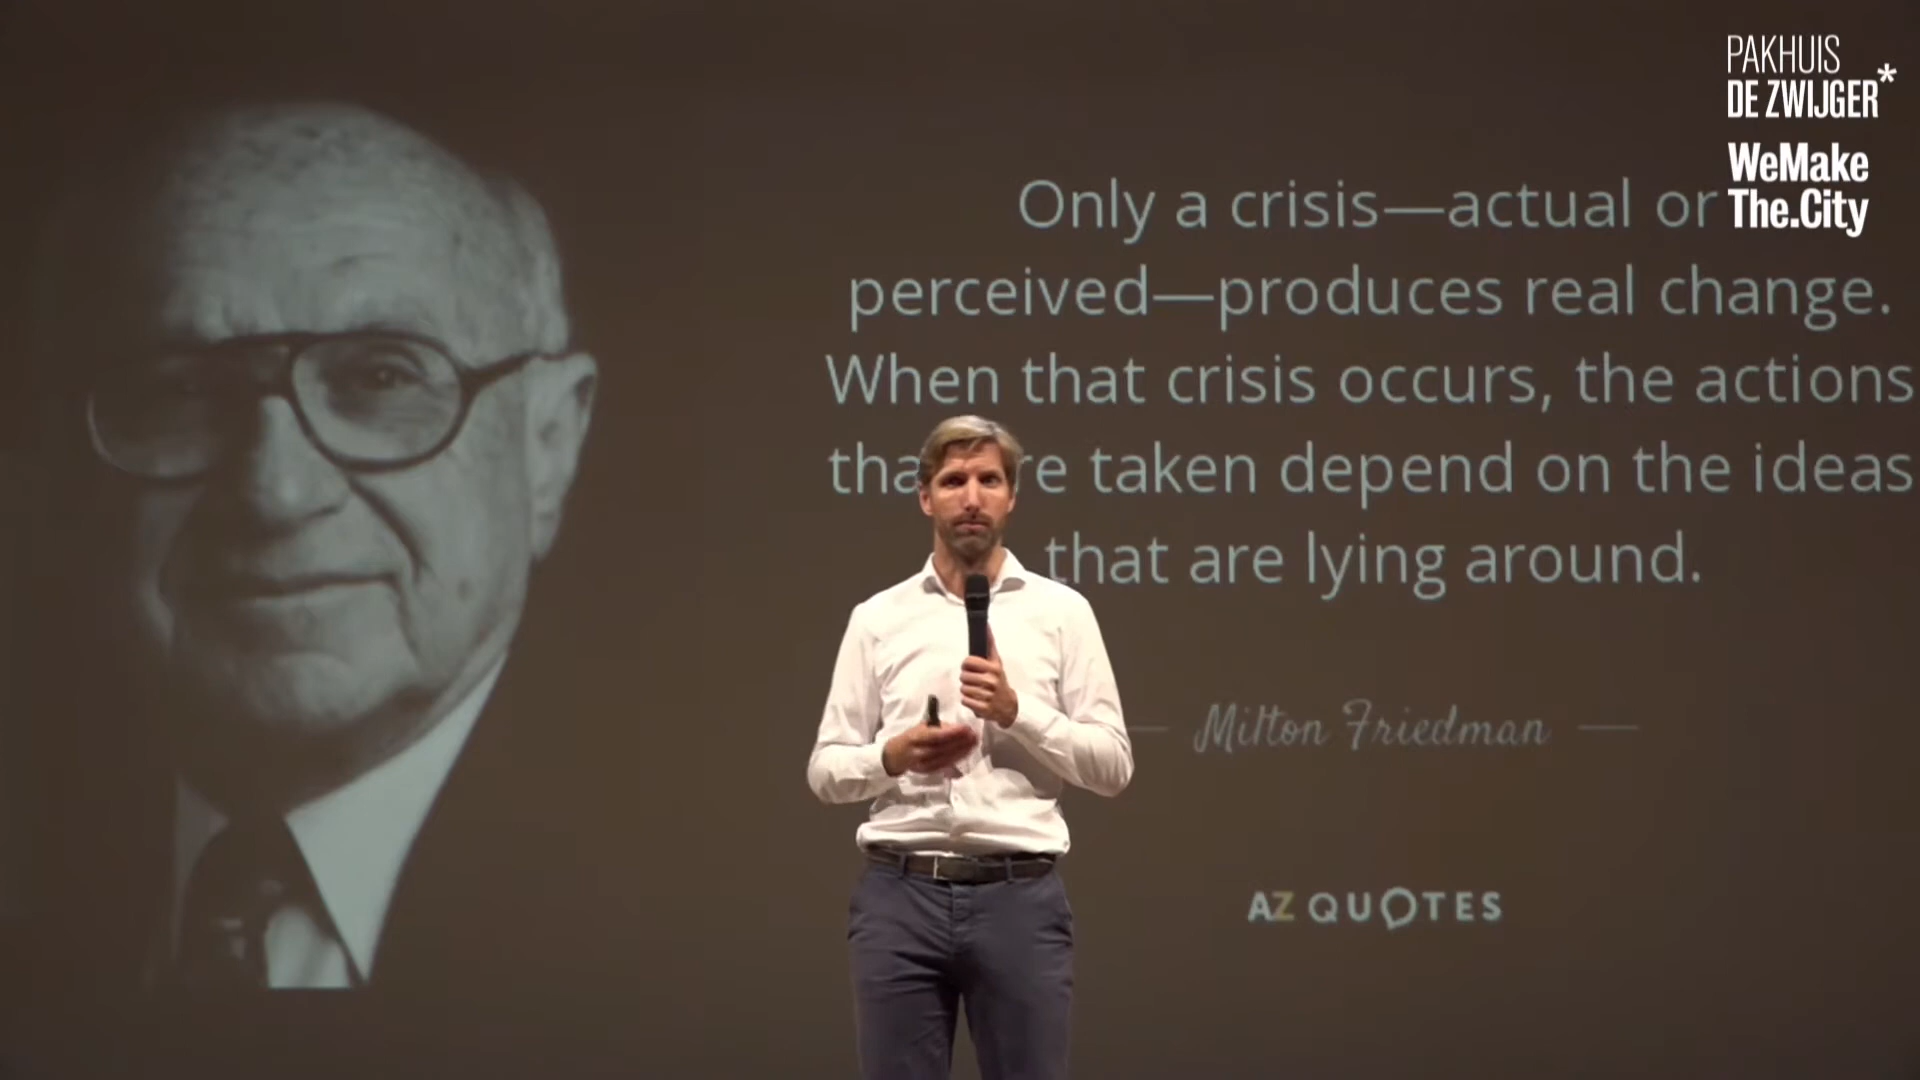 PAKHUIS
DE ZWIJGER*
WeMake
The.City
Only a crisis—actual or
perceived—produces real change.
When that crisis occurs, the actions
tha re taken depend on the ideas
that are lying around.
— Milton Friedman —
AZ QUOTES